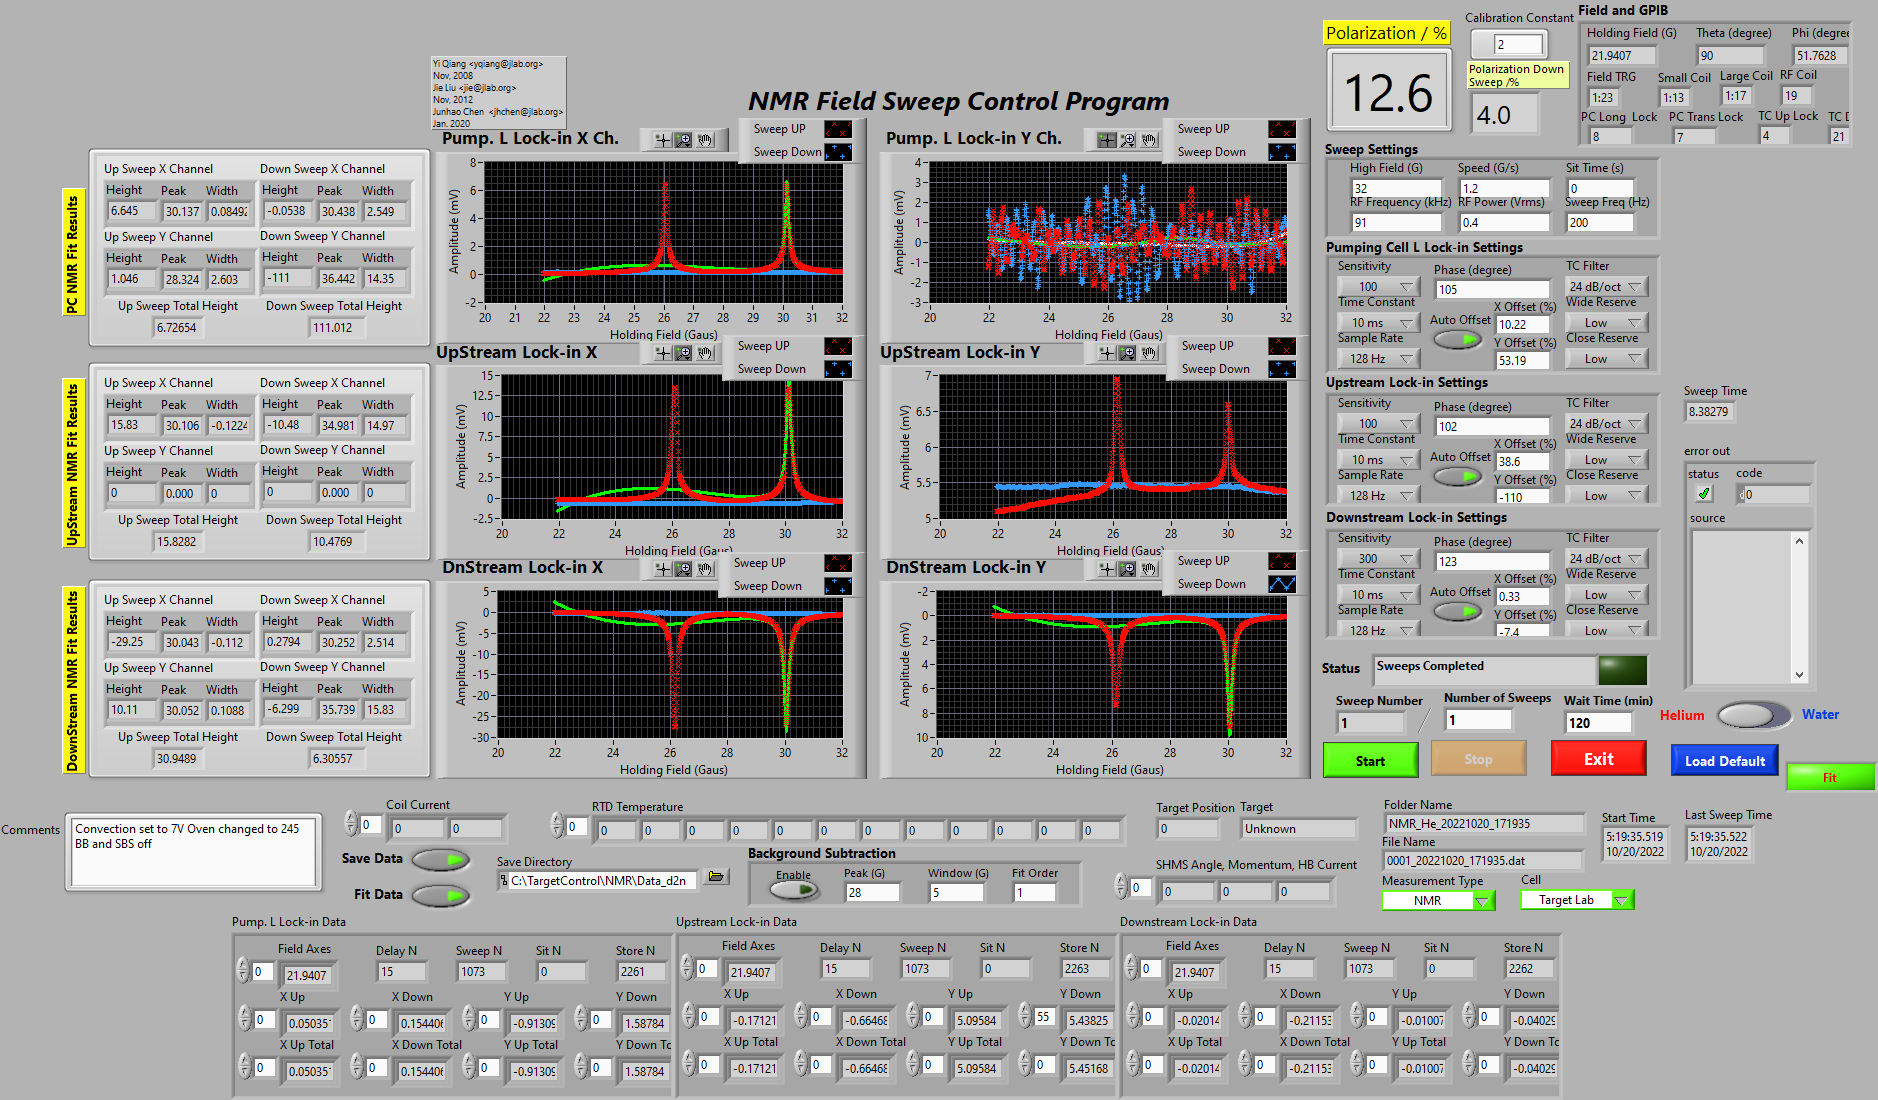 Yi Qiang <yqiang@jlab.org>
Nov, 2008
Jie Liu <jie@jlab.org>
Nov, 2012
Junhao Chen <jhchen@jlab.org>
Jan. 2020
NMR Field Sweep Control Program
Polarization / %
12.6
Calibration Constant
2
Polarization Down
Sweep /%
4.0
Field and GPIB
Holding Field (G) Theta (degree) Phi (degree
21.9407 90 51.7628
Field TRG Small Coil Large Coil RF Coil
1:23 1:13 1:17 19
PC Long Lock PC Trans Lock TC Up Lock TC D
8 7 4 21
PC NMR Fit Results
Up Sweep X Channel Down Sweep X Channel
Height Peak Width Height Peak Width
6.645 30.137 0.08492 -0.0538 30.438 2.549
Up Sweep Y Channel Down Sweep Y Channel
Height Peak Width Height Peak Width
1.046 28.324 2.603 -111 36.442 14.35
Up Sweep Total Height Down Sweep Total Height
6.72654 111.012
UpStream NMR Fit Results
Up Sweep X Channel Down Sweep X Channel
Height Peak Width Height Peak Width
15.83 30.106 -0.1224 -10.48 34.981 14.97
Up Sweep Y Channel Down Sweep Y Channel
Height Peak Width Height Peak Width
0 0.000 0 0 0.000 0
Up Sweep Total Height Down Sweep Total Height
15.8282 10.4769
DownStream NMR Fit Results
Up Sweep X Channel Down Sweep X Channel
Height Peak Width Height Peak Width
-29.25 30.043 -0.112 0.2794 30.252 2.514
Up Sweep Y Channel Down Sweep Y Channel
Height Peak Width Height Peak Width
10.11 30.052 0.1088 -6.299 35.739 15.83
Up Sweep Total Height Down Sweep Total Height
30.9489 6.30557
Pump. L Lock-in X Ch.
Sweep UP
Sweep Down
Amplitude (mV)
8
6
4
2
0
-2
20 21 22 23 24 25 26 27 28 29 30 31 32
Holding Field (Gaus)
Pump. L Lock-in Y Ch.
Sweep UP
Sweep Down
Amplitude (mV)
4
3
2
1
0
-1
-2
-3
20 22 24 26 28 30 32
Holding Field (Gaus)
UpStream Lock-in X
Sweep UP
Sweep Down
Amplitude (mV)
15
12.5
10
7.5
5
2.5
0
-2.5
20 22 24 26 28 30 32
Holding Field (Gaus)
UpStream Lock-in Y
Sweep UP
Sweep Down
Amplitude (mV)
7
6.5
6
5.5
5
20 22 24 26 28 30 32
Holding Field (Gaus)
DnStream Lock-in X
Sweep UP
Sweep Down
Amplitude (mV)
5
0
-5
-10
-15
-20
-25
-30
20 22 24 26 28 30 32
Holding Field (Gaus)
DnStream Lock-in Y
Sweep UP
Sweep Down
Amplitude (mV)
-2
0
2
4
6
8
10
20 22 24 26 28 30 32
Holding Field (Gaus)
Sweep Settings
High Field (G) Speed (G/s) Sit Time (s)
32 1.2 0
RF Frequency (kHz) RF Power (Vrms) Sweep Freq (Hz)
91 0.4 200
Pumping Cell L Lock-in Settings
Sensitivity Phase (degree) TC Filter
100 105 24 dB/oct
Time Constant X Offset (%) Wide Reserve
10 ms Auto Offset 10.22 Low
Sample Rate Y Offset (%) Close Reserve
128 Hz 53.19 Low
Upstream Lock-in Settings
Sensitivity Phase (degree) TC Filter
100 102 24 dB/oct
Time Constant X Offset (%) Wide Reserve
10 ms Auto Offset 38.6 Low
Sample Rate Y Offset (%) Close Reserve
128 Hz -110 Low
Downstream Lock-in Settings
Sensitivity Phase (degree) TC Filter
300 123 24 dB/oct
Time Constant X Offset (%) Wide Reserve
10 ms Auto Offset 0.33 Low
Sample Rate Y Offset (%) Close Reserve
128 Hz -7.4 Low
Sweep Time
8.38279
error out
status code
0
source
Status Sweeps Completed
Sweep Number Number of Sweeps Wait Time (min)
1 / 1 120
Helium Water
Start Stop Exit Load Default Fit
Comments
Convection set to 7V Oven changed to 245
BB and SBS off
Coil Current
0 0 0
Save Data
Fit Data
RTD Temperature
0 0 0 0 0 0 0 0 0 0 0 0 0
Save Directory
C:\TargetControl\NMR\Data_d2n
Background Subtraction
Enable Peak (G) Window (G) Fit Order
28 5 1
Target Position Target
0 Unknown
SHMS Angle, Momentum, HB Current
0 0 0 0
Folder Name
NMR_He_20221020_171935
File Name
0001_20221020_171935.dat
Measurement Type Cell
NMR Target Lab
Start Time
5:19:35.519
10/20/2022
Last Sweep Time
5:19:35.522
10/20/2022
Pump. L Lock-in Data
Field Axes Delay N Sweep N Sit N Store N
0 21.9407 15 1073 0 2261
X Up X Down Y Up Y Down
0 0.05035 0 0.154406 0 -0.91309 0 1.58784
X Up Total X Down Total Y Up Total Y Down To
0 0.05035 0 0.154406 0 -0.91309 0 1.58784
Upstream Lock-in Data
Field Axes Delay N Sweep N Sit N Store N
0 21.9407 15 1073 0 2263
X Up X Down Y Up Y Down
0 -0.17121 0 -0.66468 0 5.09584 55 5.43825
X Up Total X Down Total Y Up Total Y Down To
0 -0.17121 0 -0.66468 0 5.09584 0 5.45168
Downstream Lock-in Data
Field Axes Delay N Sweep N Sit N Store N
0 21.9407 15 1073 0 2262
X Up X Down Y Up Y Down
0 -0.02014 0 -0.21153 0 -0.01007 0 -0.04029
X Up Total X Down Total Y Up Total Y Down To
0 -0.02014 0 -0.21153 0 -0.01007 0 -0.04029